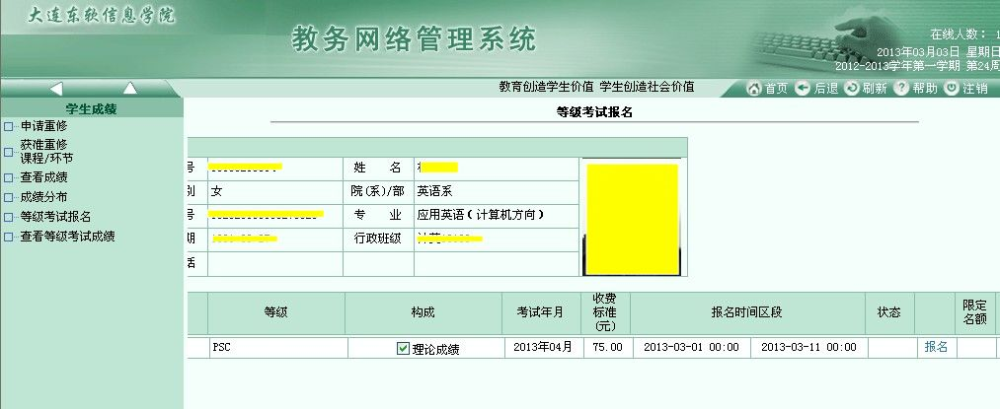 大连东软信息学院
教务网络管理系统
在线人数： 1
2013年03月03日 星期日
2012-2013学年第一学期 第24周
教育创造学生价值 学生创造社会价值
首页 后退 刷新 帮助 注销
学生成绩
申请重修
获准重修
课程/环节
查看成绩
成绩分布
等级考试报名
查看等级考试成绩
等级考试报名
号 姓 名
别 女 院(系)/部 英语系
号 专 业 应用英语(计算机方向)
期 行政班级
话
等级 构成 考试年月 收费标准(元) 报名时间区段 状态 限定名额
PSC 理论成绩 2013年04月 75.00 2013-03-01 00:00 2013-03-11 00:00 报名